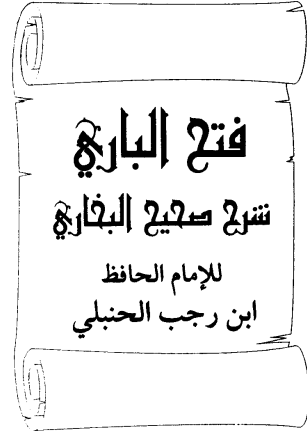 فتح الباري
شرح صحيح البخاري
للإمام الحافظ
ابن رجب الحنبلي